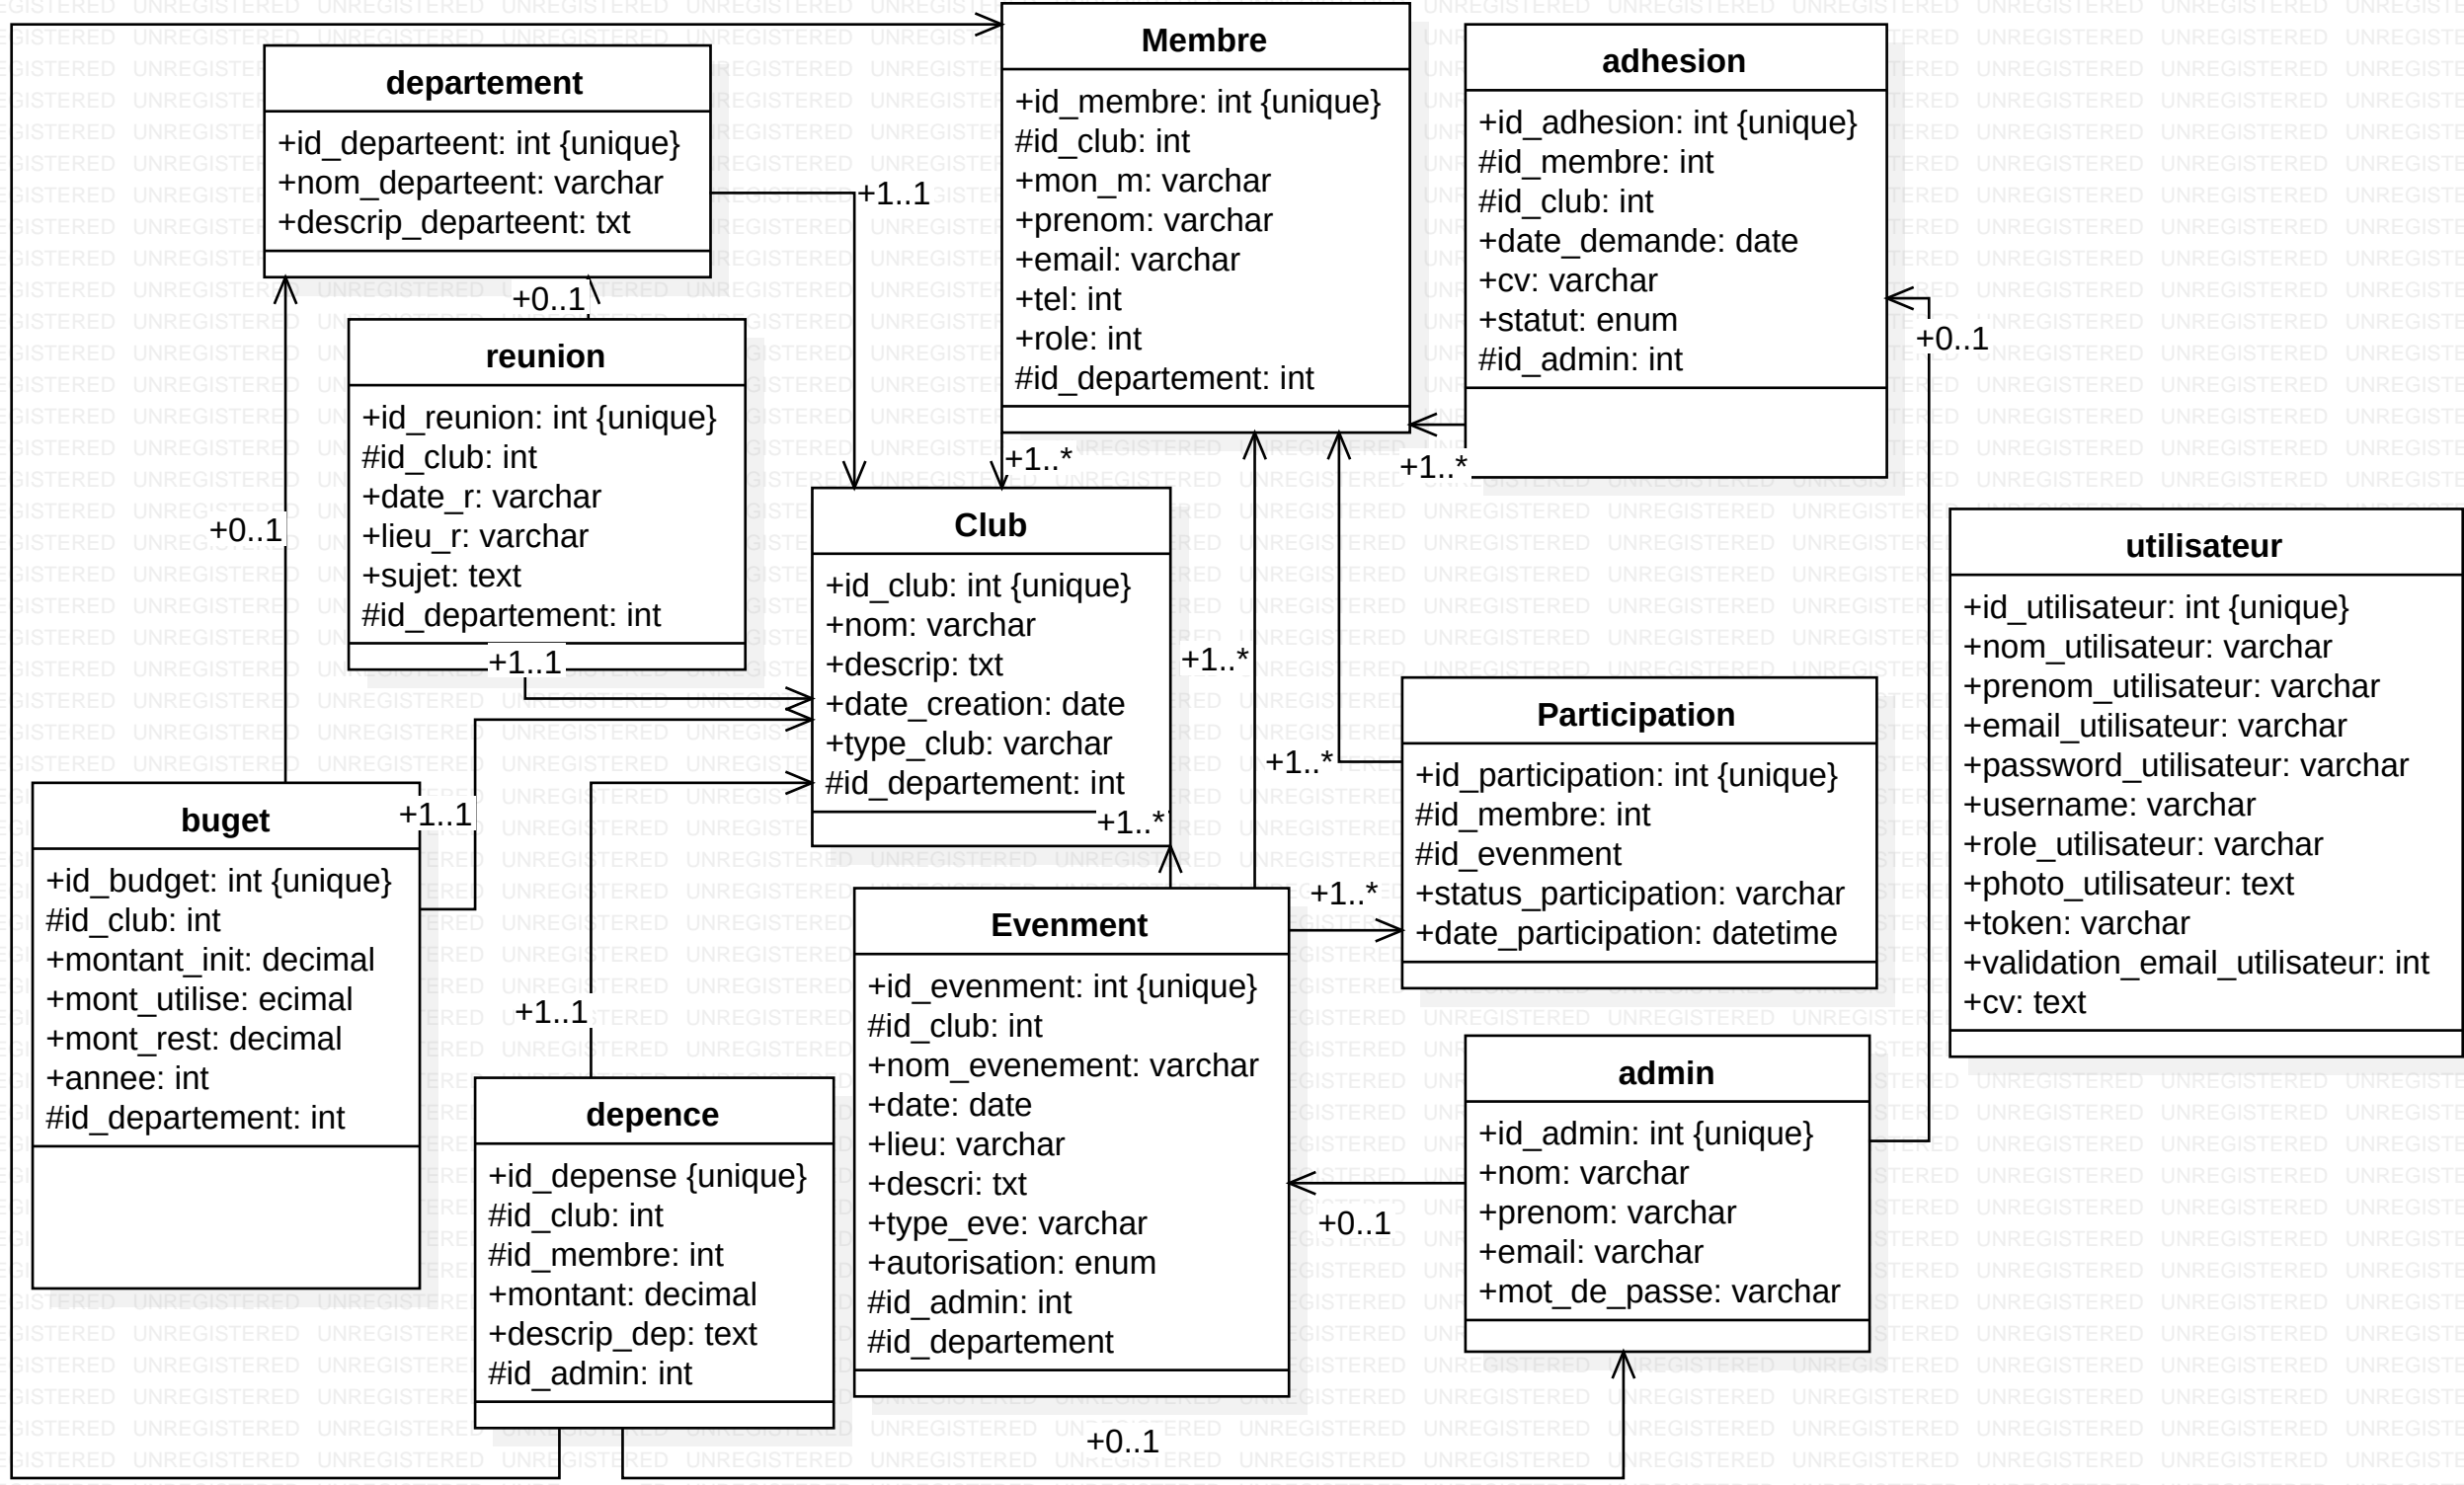 Membre
+id_membre: int {unique}
#id_club: int
+mon_m: varchar
+prenom: varchar
+email: varchar
+tel: int
+role: int
#id_departement: int
adhesion
+id_adhesion: int {unique}
#id_membre: int
#id_club: int
+date_demande: date
+cv: varchar
+statut: enum
#id_admin: int
departement
+id_departeent: int {unique}
+nom_departeent: varchar
+descrip_departeent: txt
+1..1
+0..1
+0..1
reunion
+id_reunion: int {unique}
#id_club: int
+date_r: varchar
+lieu_r: varchar
+sujet: text
#id_departement: int
+1..1
+1..*
+1..*
+0..1
Club
+id_club: int {unique}
+nom: varchar
+descrip: txt
+date_creation: date
+type_club: varchar
#id_departement: int
+1..*
+1..*
+1..*
utilisateur
+id_utilisateur: int {unique}
+nom_utilisateur: varchar
+prenom_utilisateur: varchar
+email_utilisateur: varchar
+password_utilisateur: varchar
+username: varchar
+role_utilisateur: varchar
+photo_utilisateur: text
+token: varchar
+validation_email_utilisateur: int
+cv: text
Participation
+id_participation: int {unique}
#id_membre: int
#id_evenment
+status_participation: varchar
+date_participation: datetime
buget
+id_budget: int {unique}
#id_club: int
+montant_init: decimal
+mont_utilise: ecimal
+mont_rest: decimal
+annee: int
#id_departement: int
+1..1
+1..1
depence
+id_depense {unique}
#id_club: int
#id_membre: int
+montant: decimal
+descrip_dep: text
#id_admin: int
Evenment
+id_evenment: int {unique}
#id_club: int
+nom_evenement: varchar
+date: date
+lieu: varchar
+descri: txt
+type_eve: varchar
+autorisation: enum
#id_admin: int
#id_departement
+1..*
+0..1
admin
+id_admin: int {unique}
+nom: varchar
+prenom: varchar
+email: varchar
+mot_de_passe: varchar
+0..1
UNREGISTERED